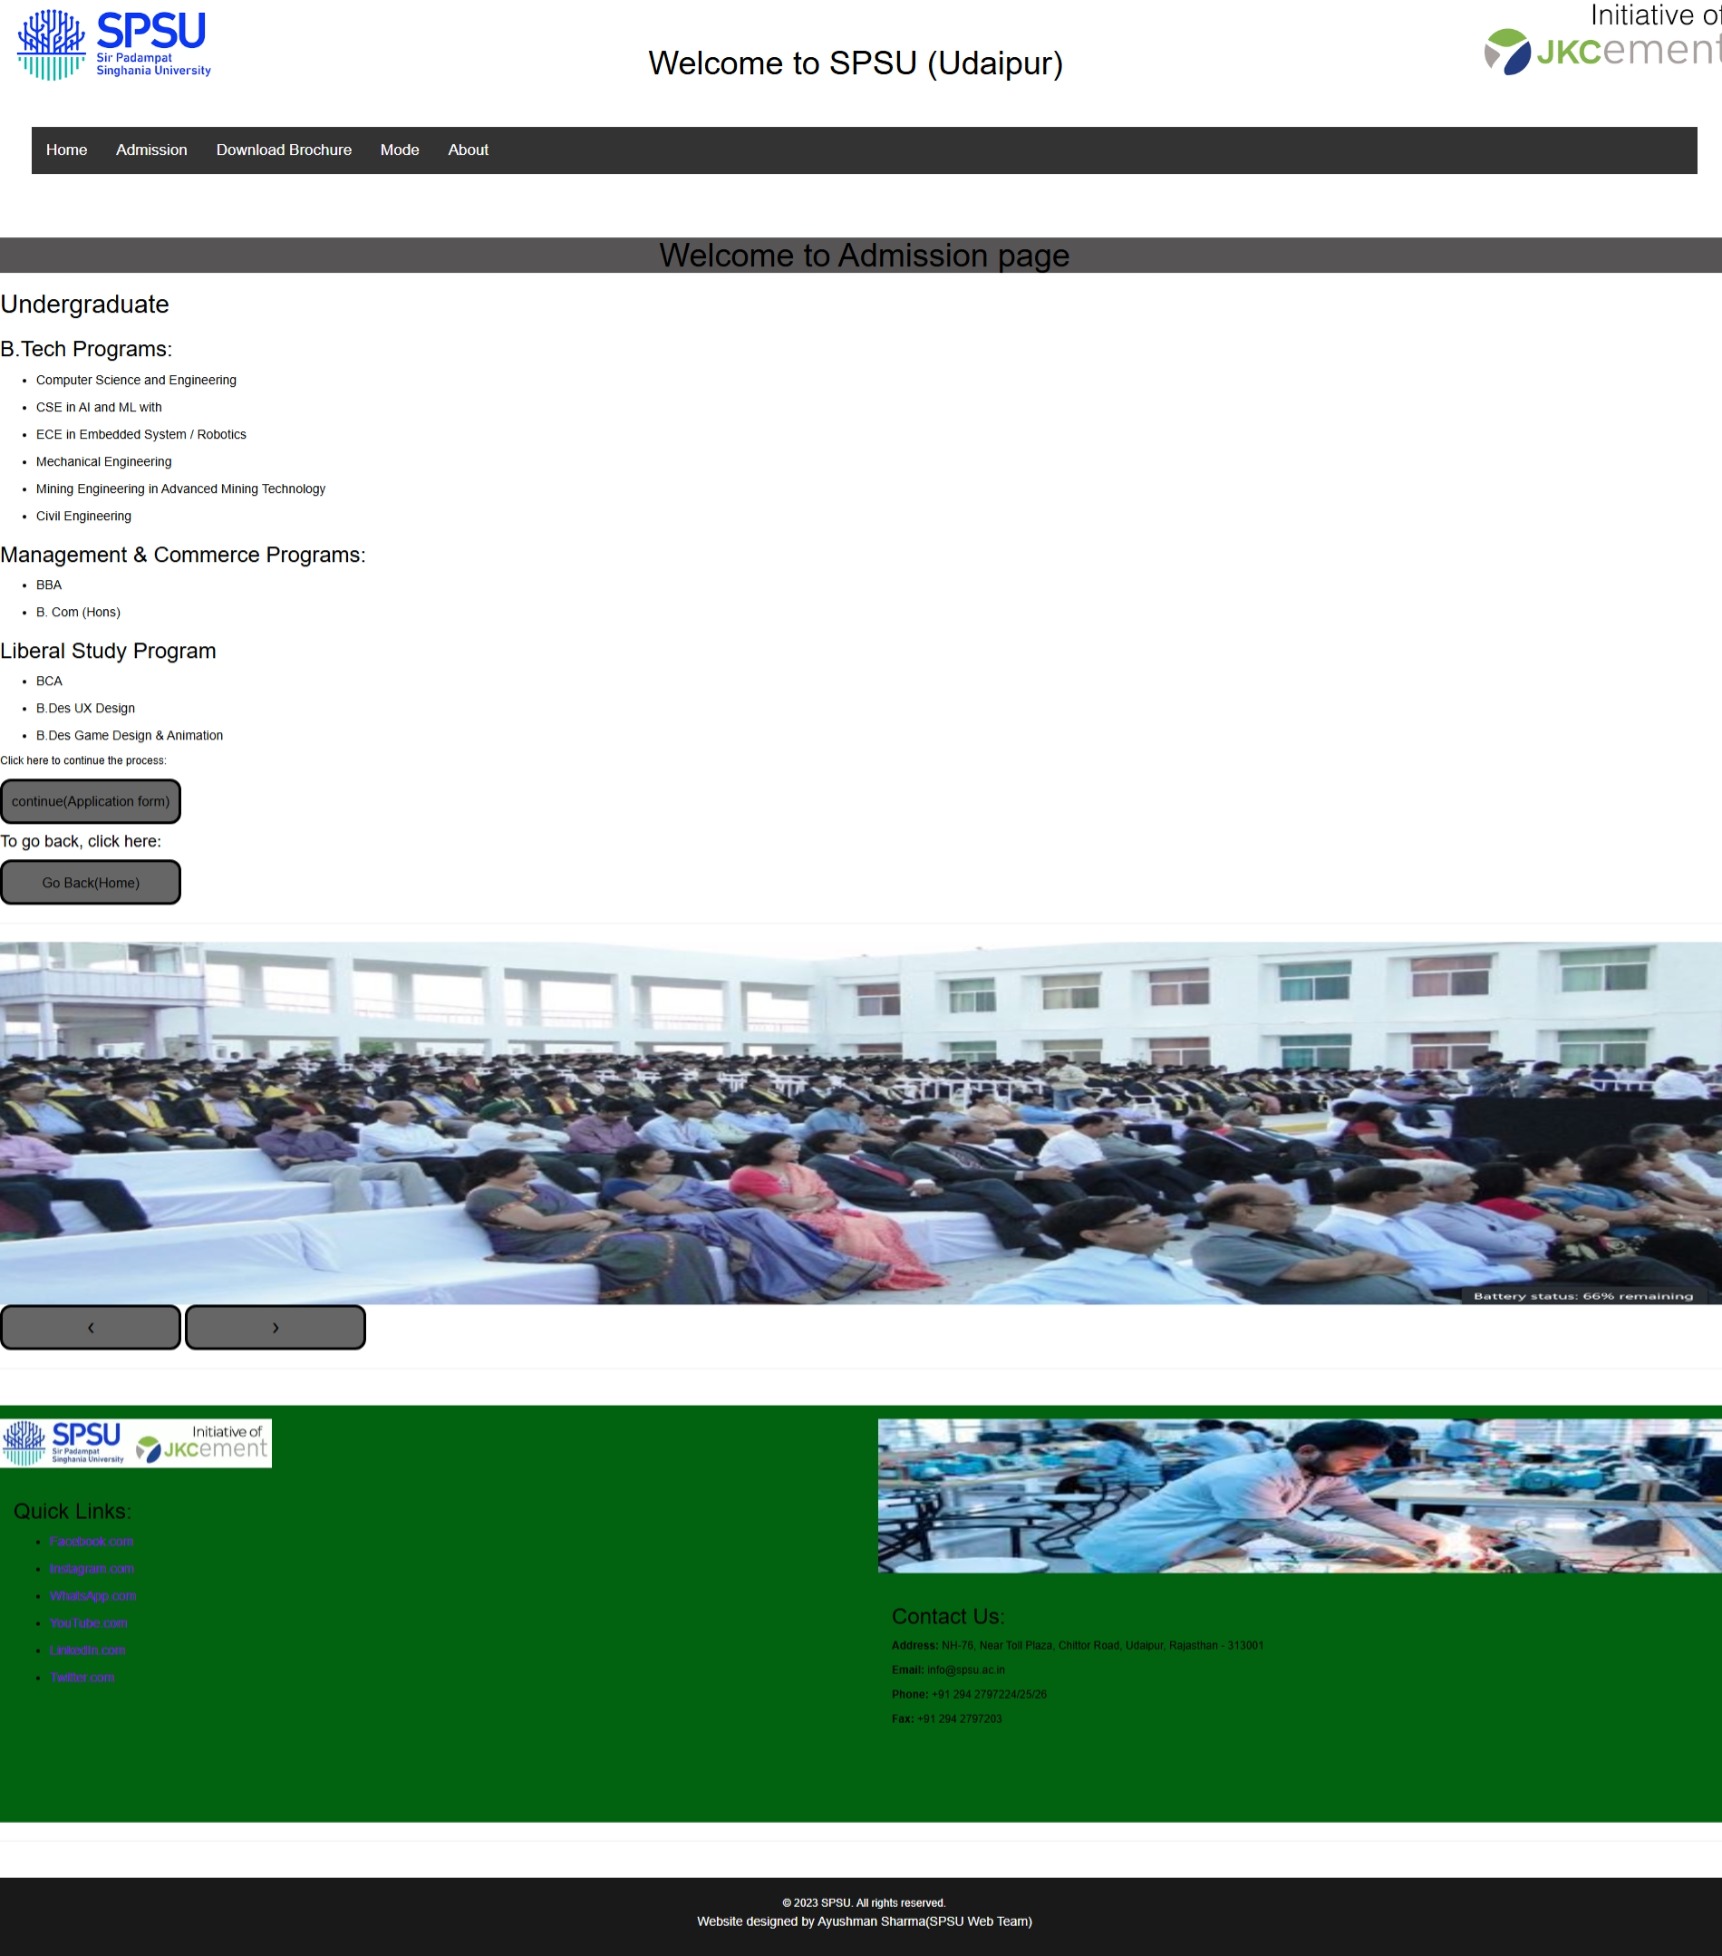 SPSU
Sir Padampat
Singhania University
Welcome to SPSU (Udaipur)
Initiative of
JKCement
Home Admission Download Brochure Mode About
Welcome to Admission page
Undergraduate
B.Tech Programs:
• Computer Science and Engineering
• CSE in AI and ML with
• ECE in Embedded System / Robotics
• Mechanical Engineering
• Mining Engineering in Advanced Mining Technology
• Civil Engineering
Management & Commerce Programs:
• BBA
• B. Com (Hons)
Liberal Study Program
• BCA
• B.Des UX Design
• B.Des Game Design & Animation
Click here to continue the process:
continue(Application form)
To go back, click here:
Go Back(Home)
Battery status: 66% remaining
‹ ›
SPSU
Sir Padampat
Singhania University
Initiative of
JKCement
Quick Links:
• Facebook.com
• Instagram.com
• WhatsApp.com
• YouTube.com
• LinkedIn.com
• Twitter.com
Contact Us:
Address: NH-76, Near Toll Plaza, Chittor Road, Udaipur, Rajasthan - 313001
Email: info@spsu.ac.in
Phone: +91 294 2797224/25/26
Fax: +91 294 2797203
© 2023 SPSU. All rights reserved.
Website designed by Ayushman Sharma(SPSU Web Team)